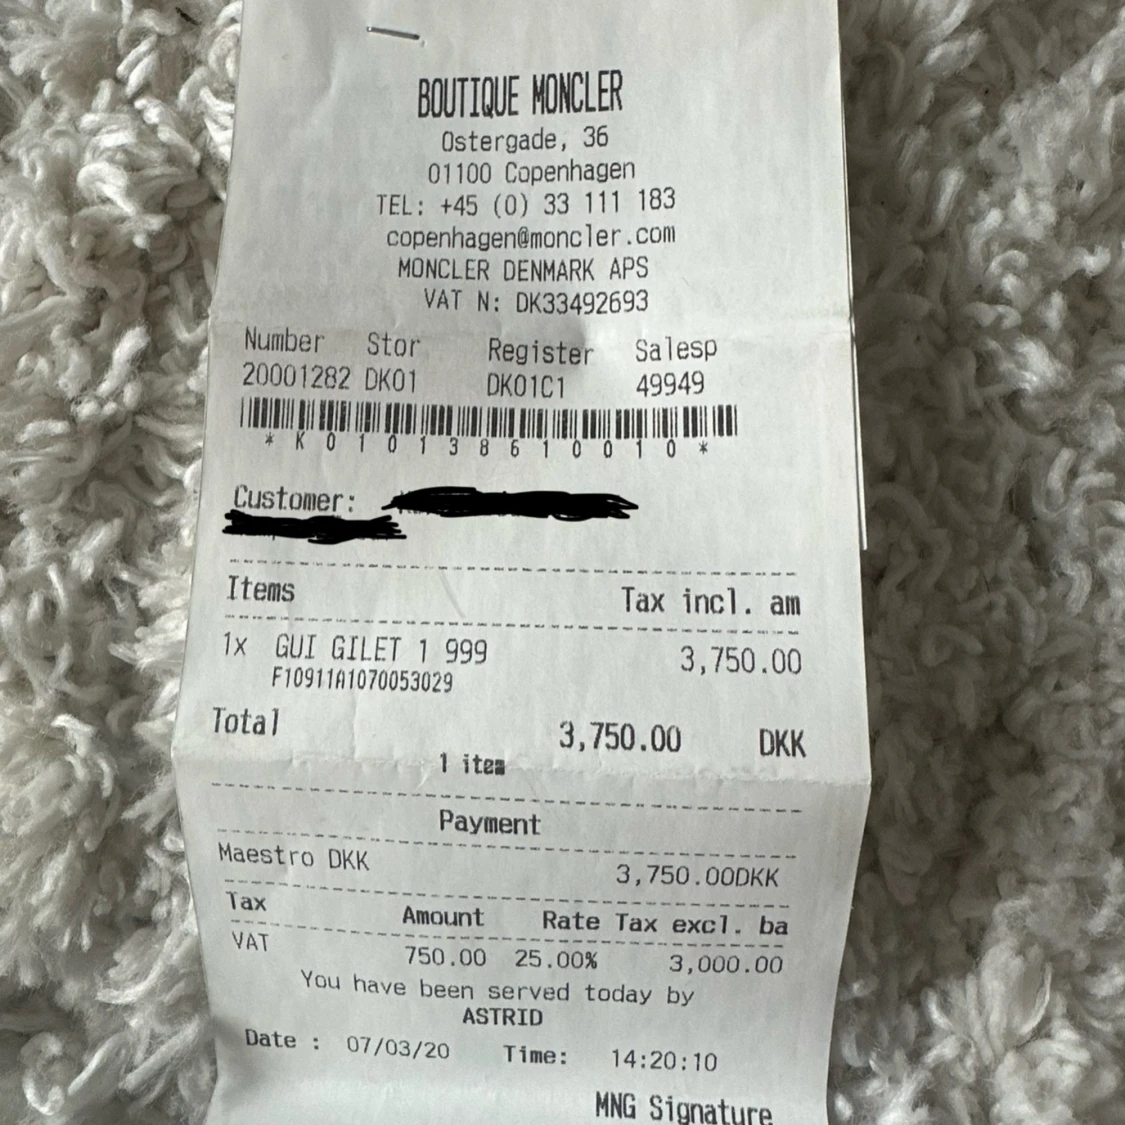 BOUTIQUE MONCLER
Ostergade, 36
01100 Copenhagen
TEL: +45 (0) 33 111 183
copenhagen@moncler.com
MONCLER DENMARK APS
VAT N: DK33492693
Number Stor Register Salesp
20001282 DK01 DK01C1 49949
* K 0 1 0 1 3 8 6 1 0 0 1 0 *
Customer:
Items Tax incl. am
1x GUI GILET 1 999 3,750.00
F10911A1070053029
Total 3,750.00 DKK
1 item
Payment
Maestro DKK 3,750.00DKK
Tax Amount Rate Tax excl. ba
VAT 750.00 25.00% 3,000.00
You have been served today by
ASTRID
Date : 07/03/20 Time: 14:20:10
MNG Signature